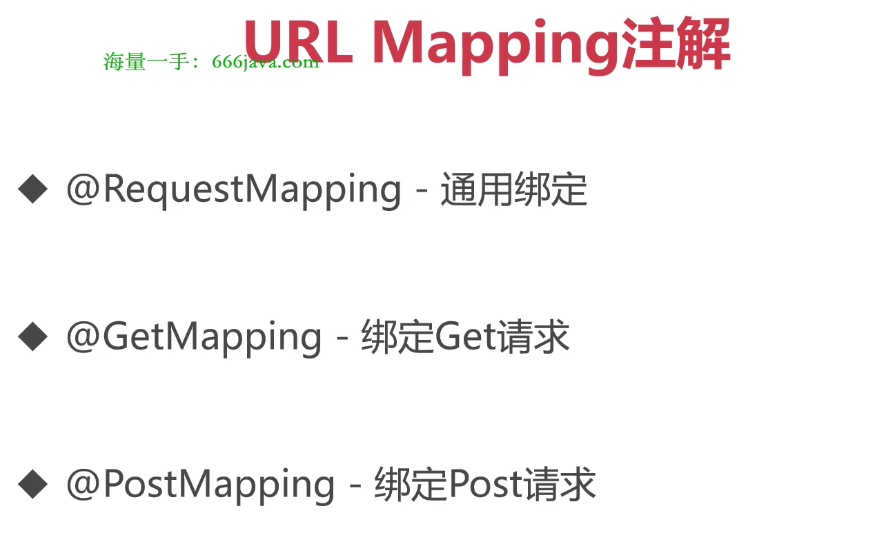 URL Mapping注解
海量一手：666java.com
◆ @RequestMapping - 通用绑定
◆ @GetMapping - 绑定Get请求
◆ @PostMapping - 绑定Post请求